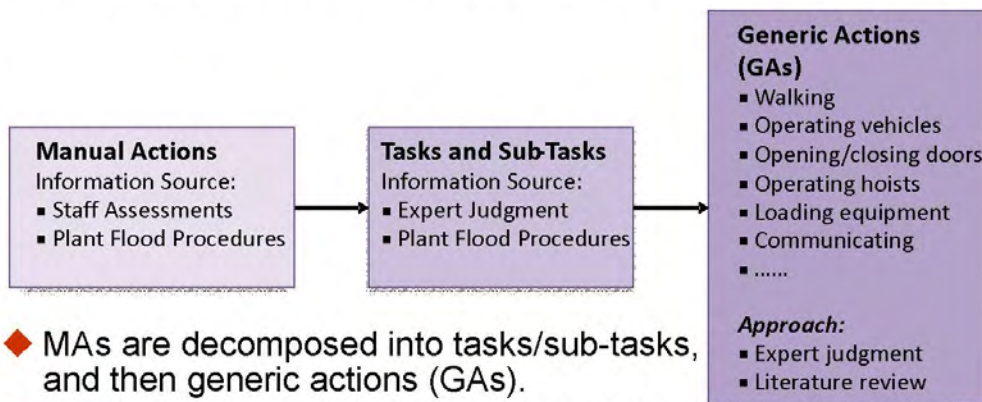 Manual Actions
Information Source:
▪ Staff Assessments
▪ Plant Flood Procedures
Tasks and Sub-Tasks
Information Source:
▪ Expert Judgment
▪ Plant Flood Procedures
Generic Actions
(GAs)
▪ Walking
▪ Operating vehicles
▪ Opening/closing doors
▪ Operating hoists
▪ Loading equipment
▪ Communicating
▪ ......
Approach:
▪ Expert judgment
▪ Literature review
◆ MAs are decomposed into tasks/sub-tasks,
and then generic actions (GAs).